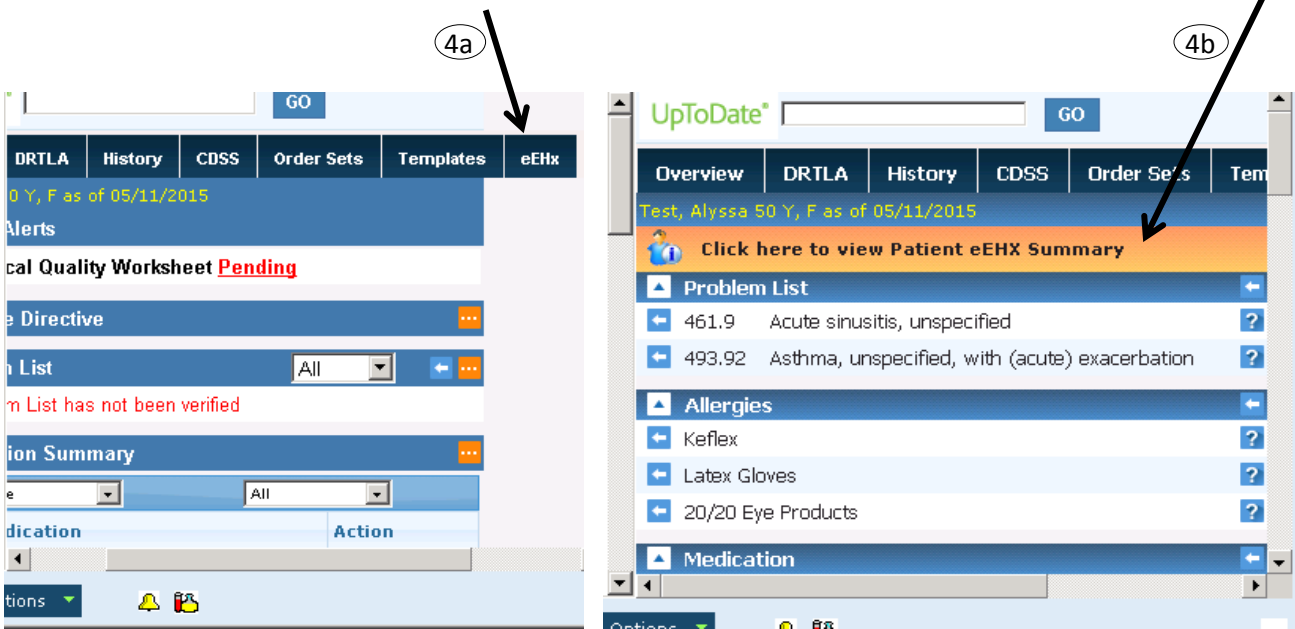 4a
GO
DRTLA History CDSS Order Sets Templates eEHx
0 Y, F as of 05/11/2015
Alerts
cal Quality Worksheet Pending
e Directive
n List All
m List has not been verified
ion Summary
e All
dication Action
tions
4b
UpToDate® GO
Overview DRTLA History CDSS Order Sets Tem
Test, Alyssa 50 Y, F as of 05/11/2015
Click here to view Patient eEHX Summary
Problem List
461.9 Acute sinusitis, unspecified ?
493.92 Asthma, unspecified, with (acute) exacerbation ?
Allergies
Keflex ?
Latex Gloves ?
20/20 Eye Products ?
Medication
Options